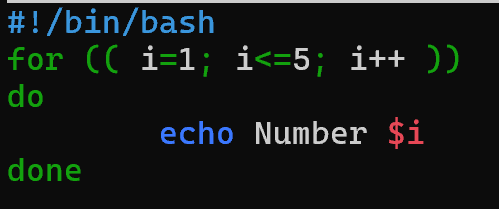 #!/bin/bash
for (( i=1; i<=5; i++ ))
do
        echo Number $i
done